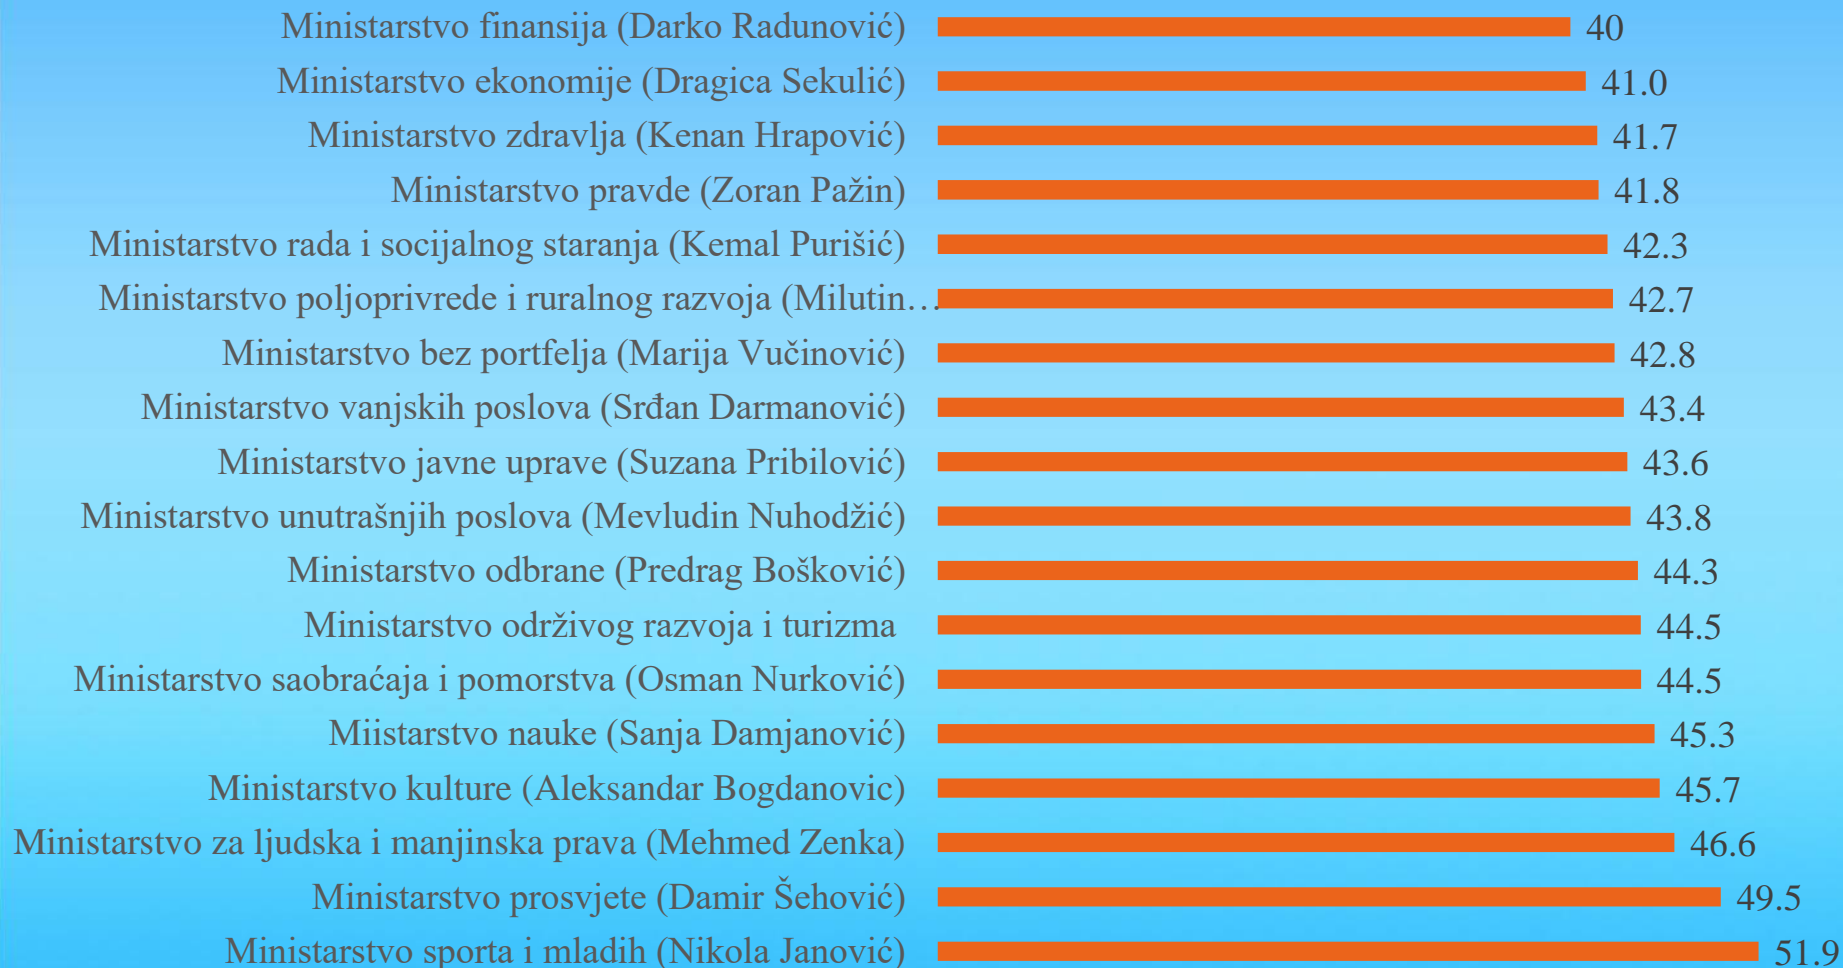 Ministarstvo finansija (Darko Radunović) 40
Ministarstvo ekonomije (Dragica Sekulić) 41.0
Ministarstvo zdravlja (Kenan Hrapović) 41.7
Ministarstvo pravde (Zoran Pažin) 41.8
Ministarstvo rada i socijalnog staranja (Kemal Purišić) 42.3
Ministarstvo poljoprivrede i ruralnog razvoja (Milutin… 42.7
Ministarstvo bez portfelja (Marija Vučinović) 42.8
Ministarstvo vanjskih poslova (Srđan Darmanović) 43.4
Ministarstvo javne uprave (Suzana Pribilović) 43.6
Ministarstvo unutrašnjih poslova (Mevludin Nuhodžić) 43.8
Ministarstvo odbrane (Predrag Bošković) 44.3
Ministarstvo održivog razvoja i turizma 44.5
Ministarstvo saobraćaja i pomorstva (Osman Nurković) 44.5
Miistarstvo nauke (Sanja Damjanović) 45.3
Ministarstvo kulture (Aleksandar Bogdanovic) 45.7
Ministarstvo za ljudska i manjinska prava (Mehmed Zenka) 46.6
Ministarstvo prosvjete (Damir Šehović) 49.5
Ministarstvo sporta i mladih (Nikola Janović) 51.9